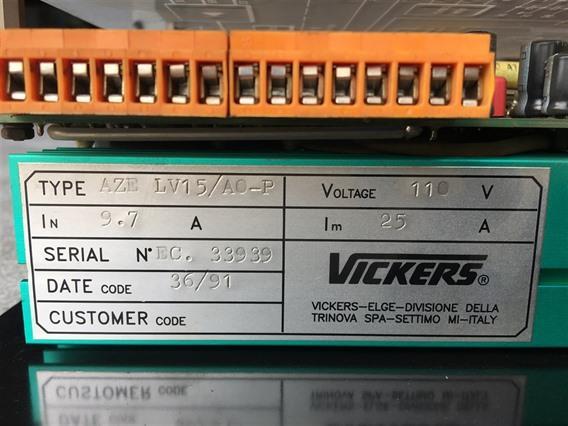 TYPE AZE LV15/AO-P
VOLTAGE 110 V
IN 9.7 A
Im 25 A
SERIAL N° EC. 33939
DATE CODE 36/91
CUSTOMER CODE
VICKERS®
VICKERS-ELGE-DIVISIONE DELLA
TRINOVA SPA-SETTIMO MI-ITALY